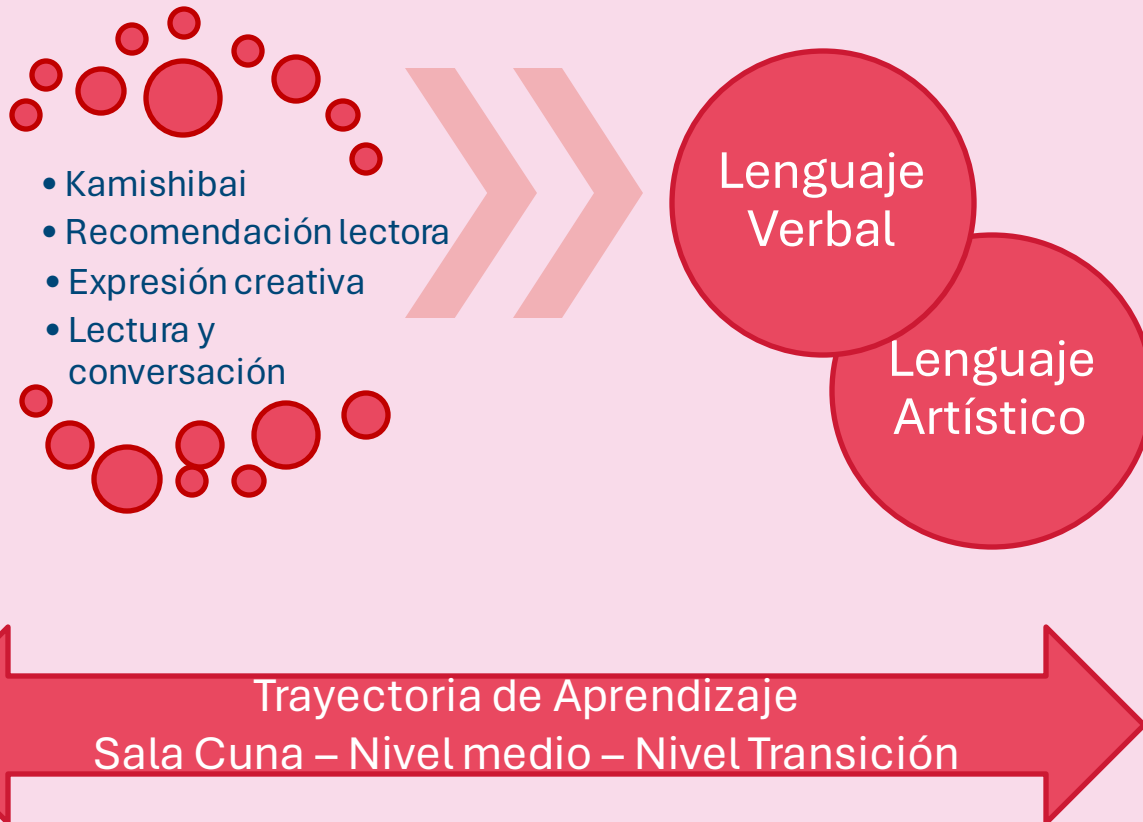 • Kamishibai
• Recomendación lectora
• Expresión creativa
• Lectura y
conversación
Lenguaje
Verbal
Lenguaje
Artístico
Trayectoria de Aprendizaje
Sala Cuna – Nivel medio – Nivel Transición